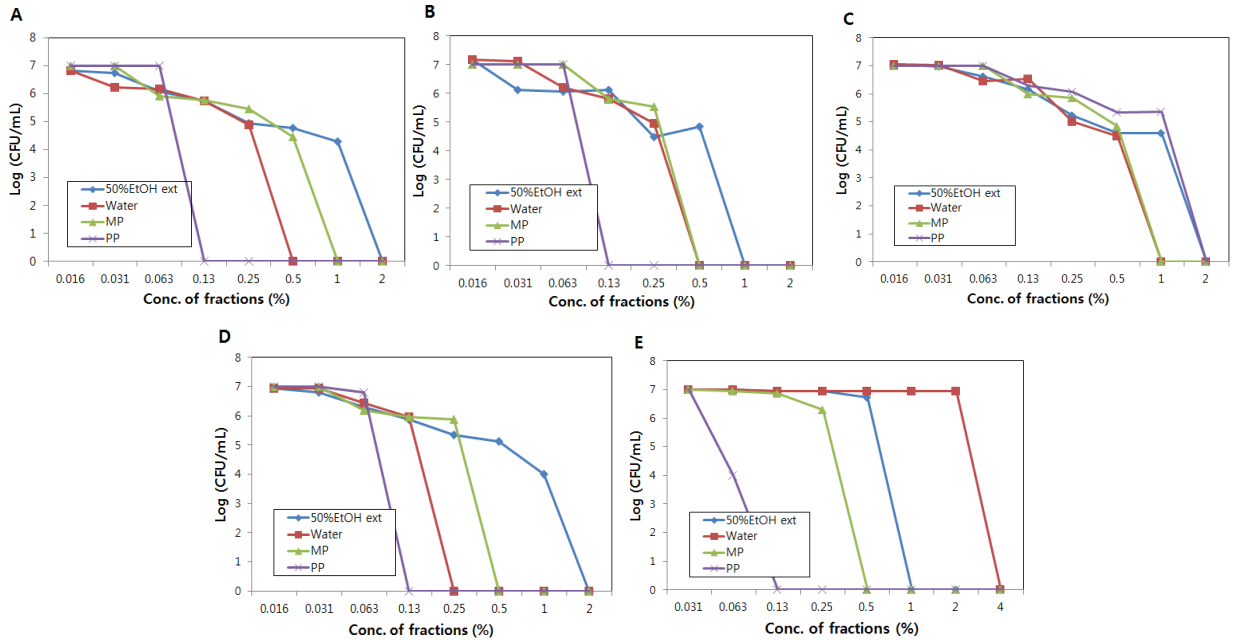 A
Log (CFU/mL)
8
7
6
5
4
3
2
1
0
50%EtOH ext
Water
MP
PP
0.016 0.031 0.063 0.13 0.25 0.5 1 2
Conc. of fractions (%)
B
Log (CFU/mL)
8
7
6
5
4
3
2
1
0
50%EtOH ext
Water
MP
PP
0.016 0.031 0.063 0.13 0.25 0.5 1 2
Conc. of fractions (%)
C
Log (CFU/mL)
8
7
6
5
4
3
2
1
0
50%EtOH ext
Water
MP
PP
0.016 0.031 0.063 0.13 0.25 0.5 1 2
Conc. of fractions (%)
D
Log (CFU/mL)
8
7
6
5
4
3
2
1
0
50%EtOH ext
Water
MP
PP
0.016 0.031 0.063 0.13 0.25 0.5 1 2
Conc. of fractions (%)
E
Log (CFU/mL)
8
7
6
5
4
3
2
1
0
50%EtOH ext
Water
MP
PP
0.031 0.063 0.13 0.25 0.5 1 2 4
Conc. of fractions (%)